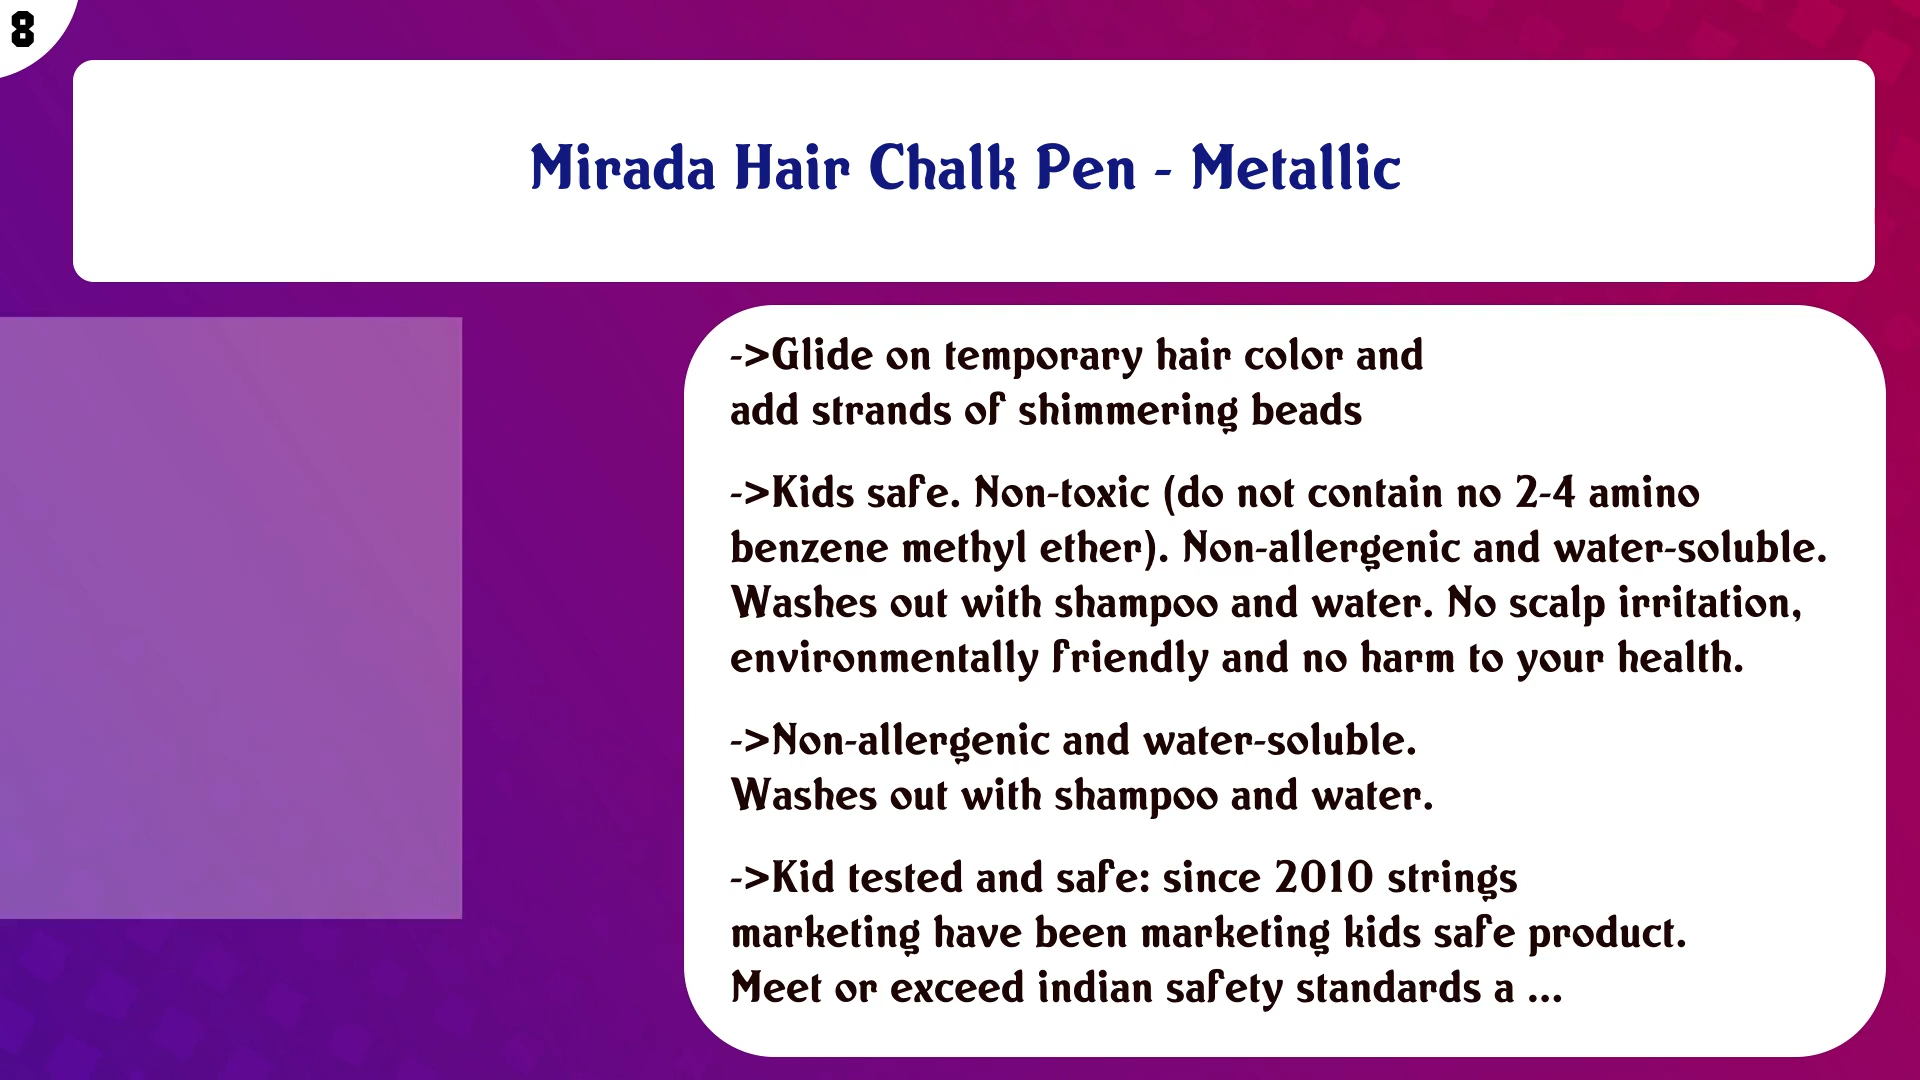 8
Mirada Hair Chalk Pen - Metallic
->Glide on temporary hair color and
add strands of shimmering beads
->Kids safe. Non-toxic (do not contain no 2-4 amino
benzene methyl ether). Non-allergenic and water-soluble.
Washes out with shampoo and water. No scalp irritation,
environmentally friendly and no harm to your health.
->Non-allergenic and water-soluble.
Washes out with shampoo and water.
->Kid tested and safe: since 2010 strings
marketing have been marketing kids safe product.
Meet or exceed indian safety standards a ...